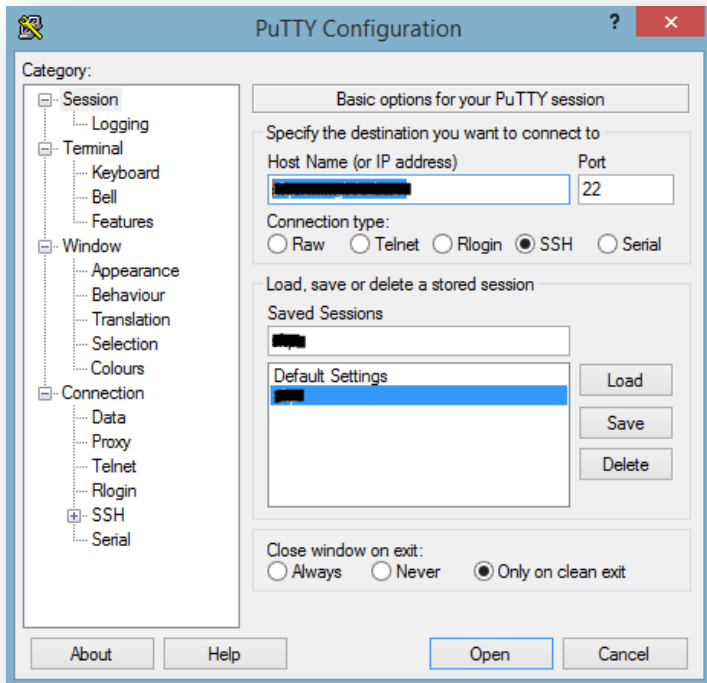 PuTTY Configuration
?
Category:
Session
Logging
Terminal
Keyboard
Bell
Features
Window
Appearance
Behaviour
Translation
Selection
Colours
Connection
Data
Proxy
Telnet
Rlogin
SSH
Serial
Basic options for your PuTTY session
Specify the destination you want to connect to
Host Name (or IP address) Port
22
Connection type:
Raw Telnet Rlogin SSH Serial
Load, save or delete a stored session
Saved Sessions
Default Settings
Load
Save
Delete
Close window on exit:
Always Never Only on clean exit
About Help Open Cancel